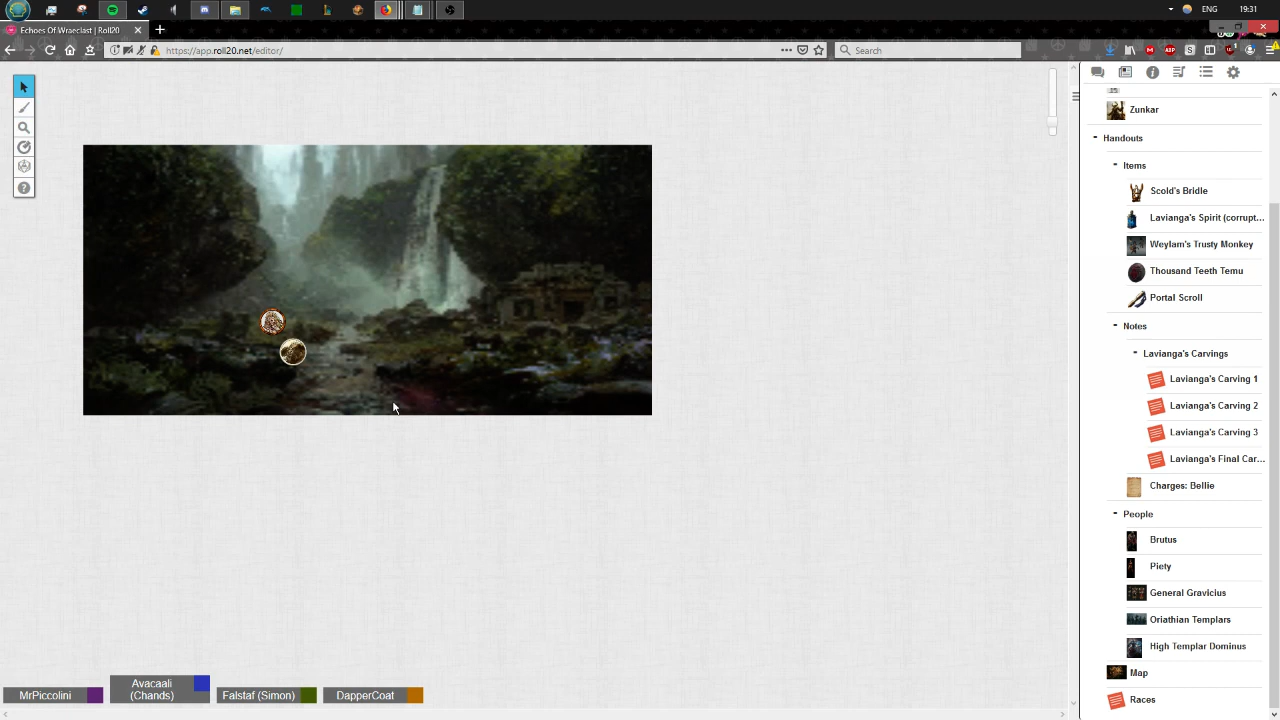 ENG
19:31
Echoes Of Wraeclast | Roll20
https://app.roll20.net/editor/
Search
Zunkar
Handouts
Items
Scold's Bridle
Lavianga's Spirit (corrupt...
Weylam's Trusty Monkey
Thousand Teeth Temu
Portal Scroll
Notes
Lavianga's Carvings
Lavianga's Carving 1
Lavianga's Carving 2
Lavianga's Carving 3
Lavianga's Final Car...
Charges: Bellie
People
Brutus
Piety
General Gravicius
Oriathian Templars
High Templar Dominus
Map
Races
MrPiccolini
Avacaali
(Chands)
Falstaf (Simon)
DapperCoat